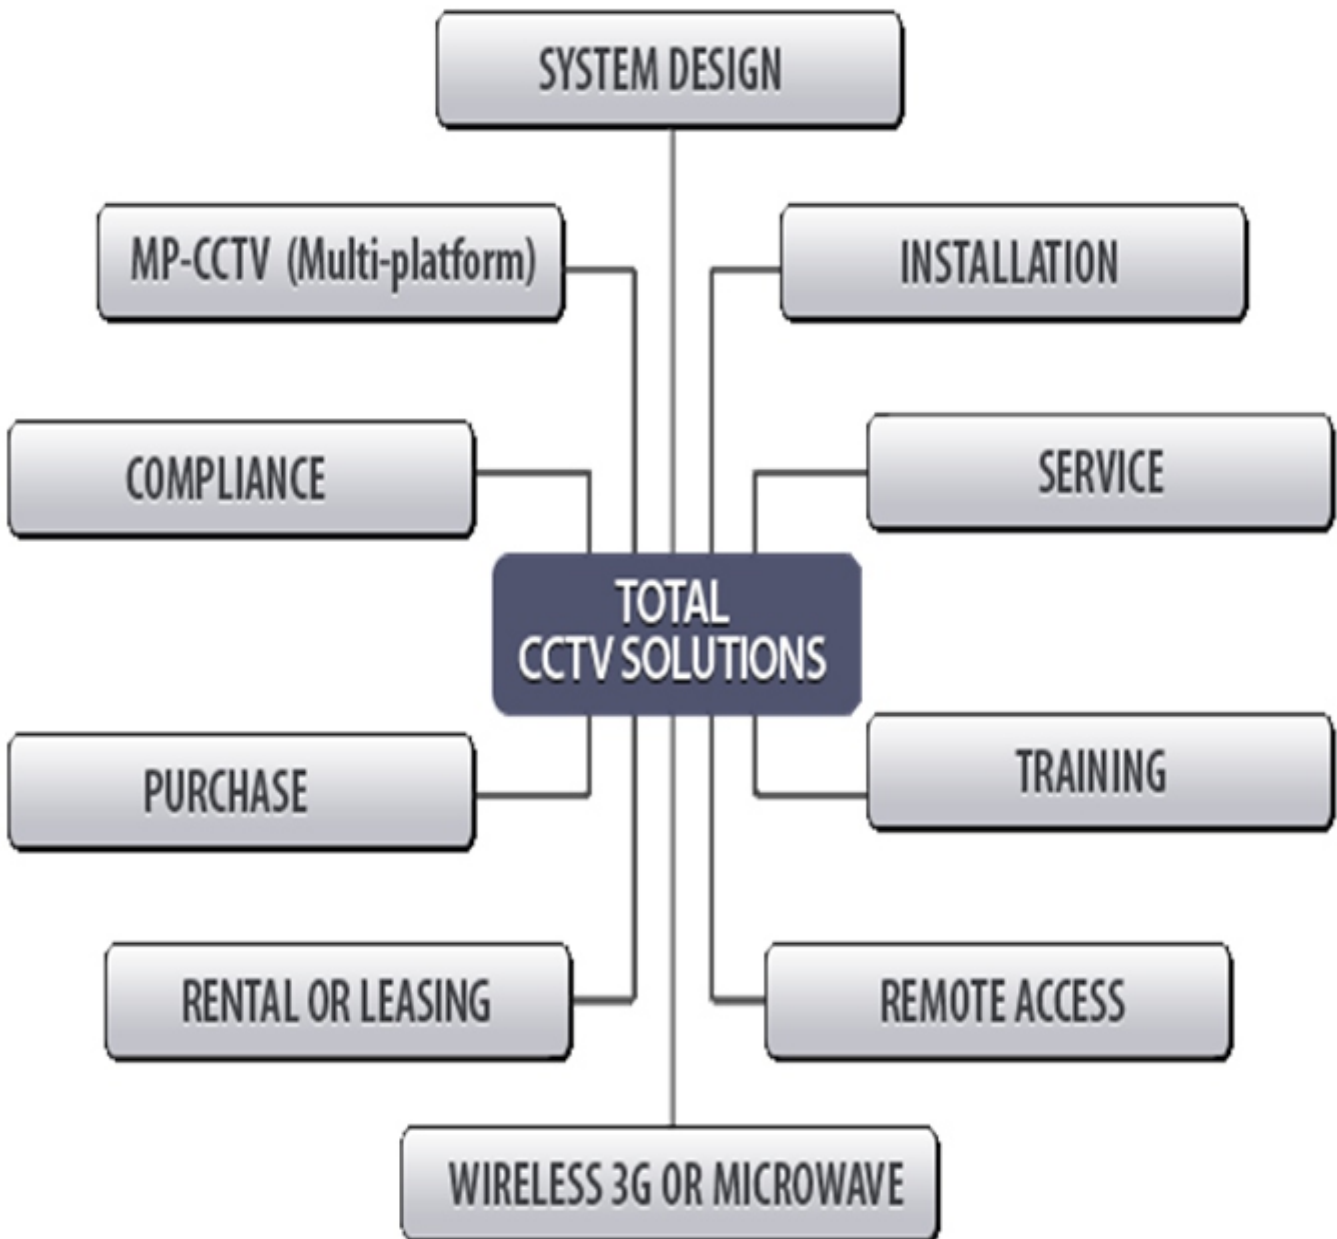 SYSTEM DESIGN
MP-CCTV (Multi-platform)
INSTALLATION
COMPLIANCE
SERVICE
TOTAL
CCTV SOLUTIONS
PURCHASE
TRAINING
RENTAL OR LEASING
REMOTE ACCESS
WIRELESS 3G OR MICROWAVE